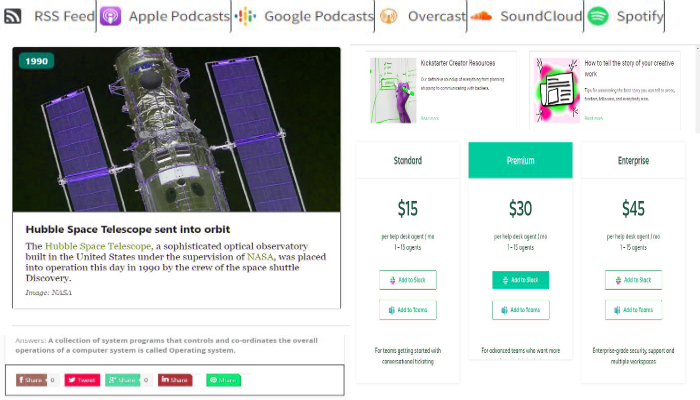 RSS Feed Apple Podcasts Google Podcasts Overcast SoundCloud Spotify
1990
Hubble Space Telescope sent into orbit
The Hubble Space Telescope, a sophisticated optical observatory
built in the United States under the supervision of NASA, was placed
into operation this day in 1990 by the crew of the space shuttle
Discovery.
Image: NASA
Answers: A collection of system programs that controls and co-ordinates the overall
operations of a computer system is called Operating system.
Share 0 Tweet Share 0 Share Share
Kickstarter Creator Resources
Our definitive roundup of everything from planning
shipping to communicating with backers.
Read more
How to tell the story of your creative
work
Tips for presenting the best story you can tell to press,
funders, fans, and everybody else.
Read more
Standard
$15
per help desk agent | mo
1 - 15 agents
Add to Slack
Add to Teams
For teams getting started with
conversational ticketing
Premium
$30
per help desk agent | mo
1 - 15 agents
Add to Slack
Add to Teams
For advanced teams who want more
Enterprise
$45
per help desk agent | mo
1 - 15 agents
Add to Slack
Add to Teams
Enterprise-grade security, support and
multiple workspaces